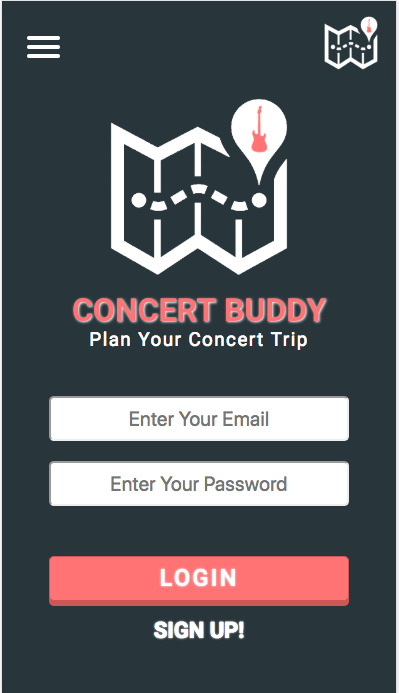 CONCERT BUDDY
Plan Your Concert Trip
Enter Your Email
Enter Your Password
LOGIN
SIGN UP!